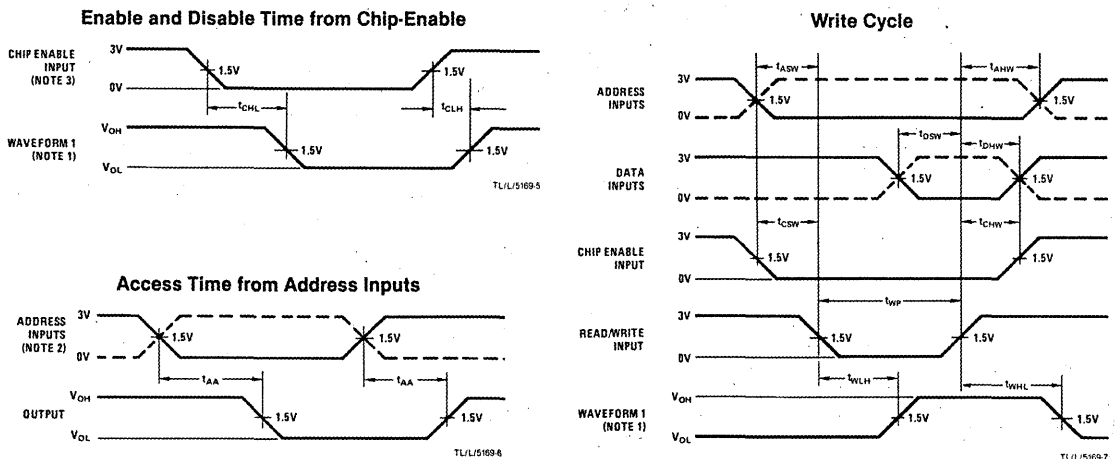 Enable and Disable Time from Chip-Enable
CHIP ENABLE
INPUT
(NOTE 3)
3V
0V
1.5V
1.5V
tCHL
tCLH
WAVEFORM 1
(NOTE 1)
VOH
VOL
1.5V
1.5V
TL/L/5169-5
Access Time from Address Inputs
ADDRESS
INPUTS
(NOTE 2)
3V
0V
1.5V
1.5V
tAA
tAA
OUTPUT
VOH
VOL
1.5V
1.5V
TL/L/5169-6
Write Cycle
tASW
tAHW
ADDRESS
INPUTS
3V
0V
1.5V
1.5V
tDSW
tDHW
DATA
INPUTS
3V
0V
1.5V
1.5V
tCSW
tCHW
CHIP ENABLE
INPUT
3V
0V
1.5V
1.5V
tWP
READ/WRITE
INPUT
3V
0V
1.5V
1.5V
tWLH
tWHL
WAVEFORM 1
(NOTE 1)
VOH
VOL
1.5V
1.5V
TL/L/5169-7